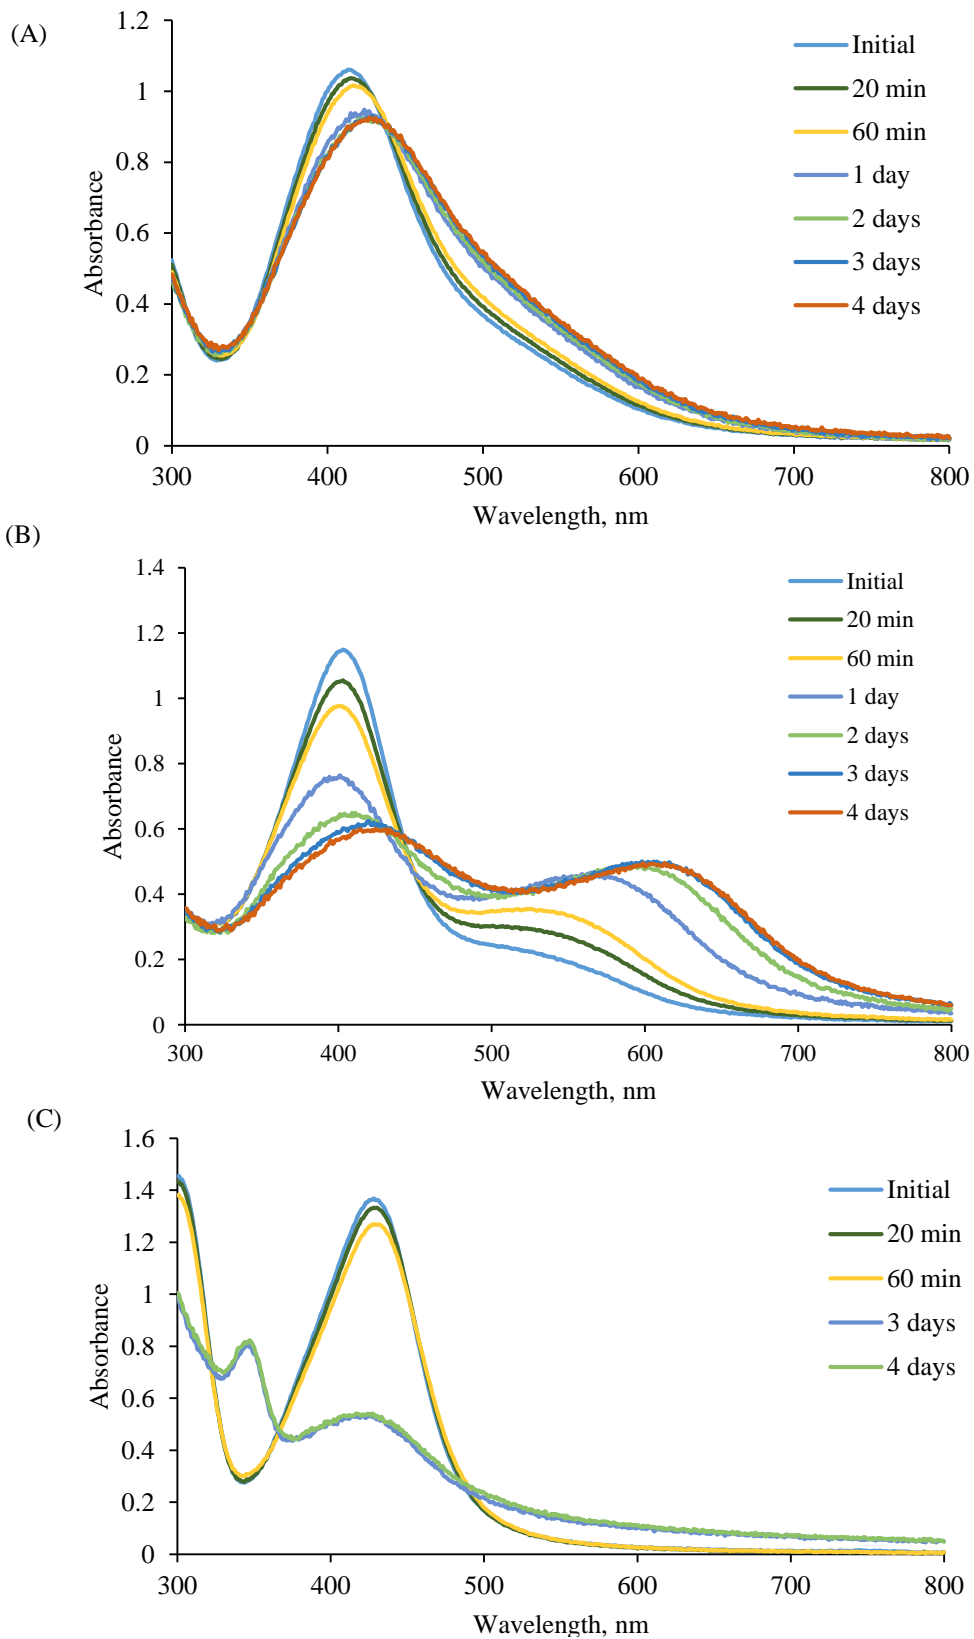 (A)
1.2
1
0.8
0.6
0.4
0.2
0
Absorbance
300 400 500 600 700 800
Wavelength, nm
Initial
20 min
60 min
1 day
2 days
3 days
4 days
(B)
1.4
1.2
1
0.8
0.6
0.4
0.2
0
Absorbance
300 400 500 600 700 800
Wavelength, nm
Initial
20 min
60 min
1 day
2 days
3 days
4 days
(C)
1.6
1.4
1.2
1
0.8
0.6
0.4
0.2
0
Absorbance
300 400 500 600 700 800
Wavelength, nm
Initial
20 min
60 min
3 days
4 days